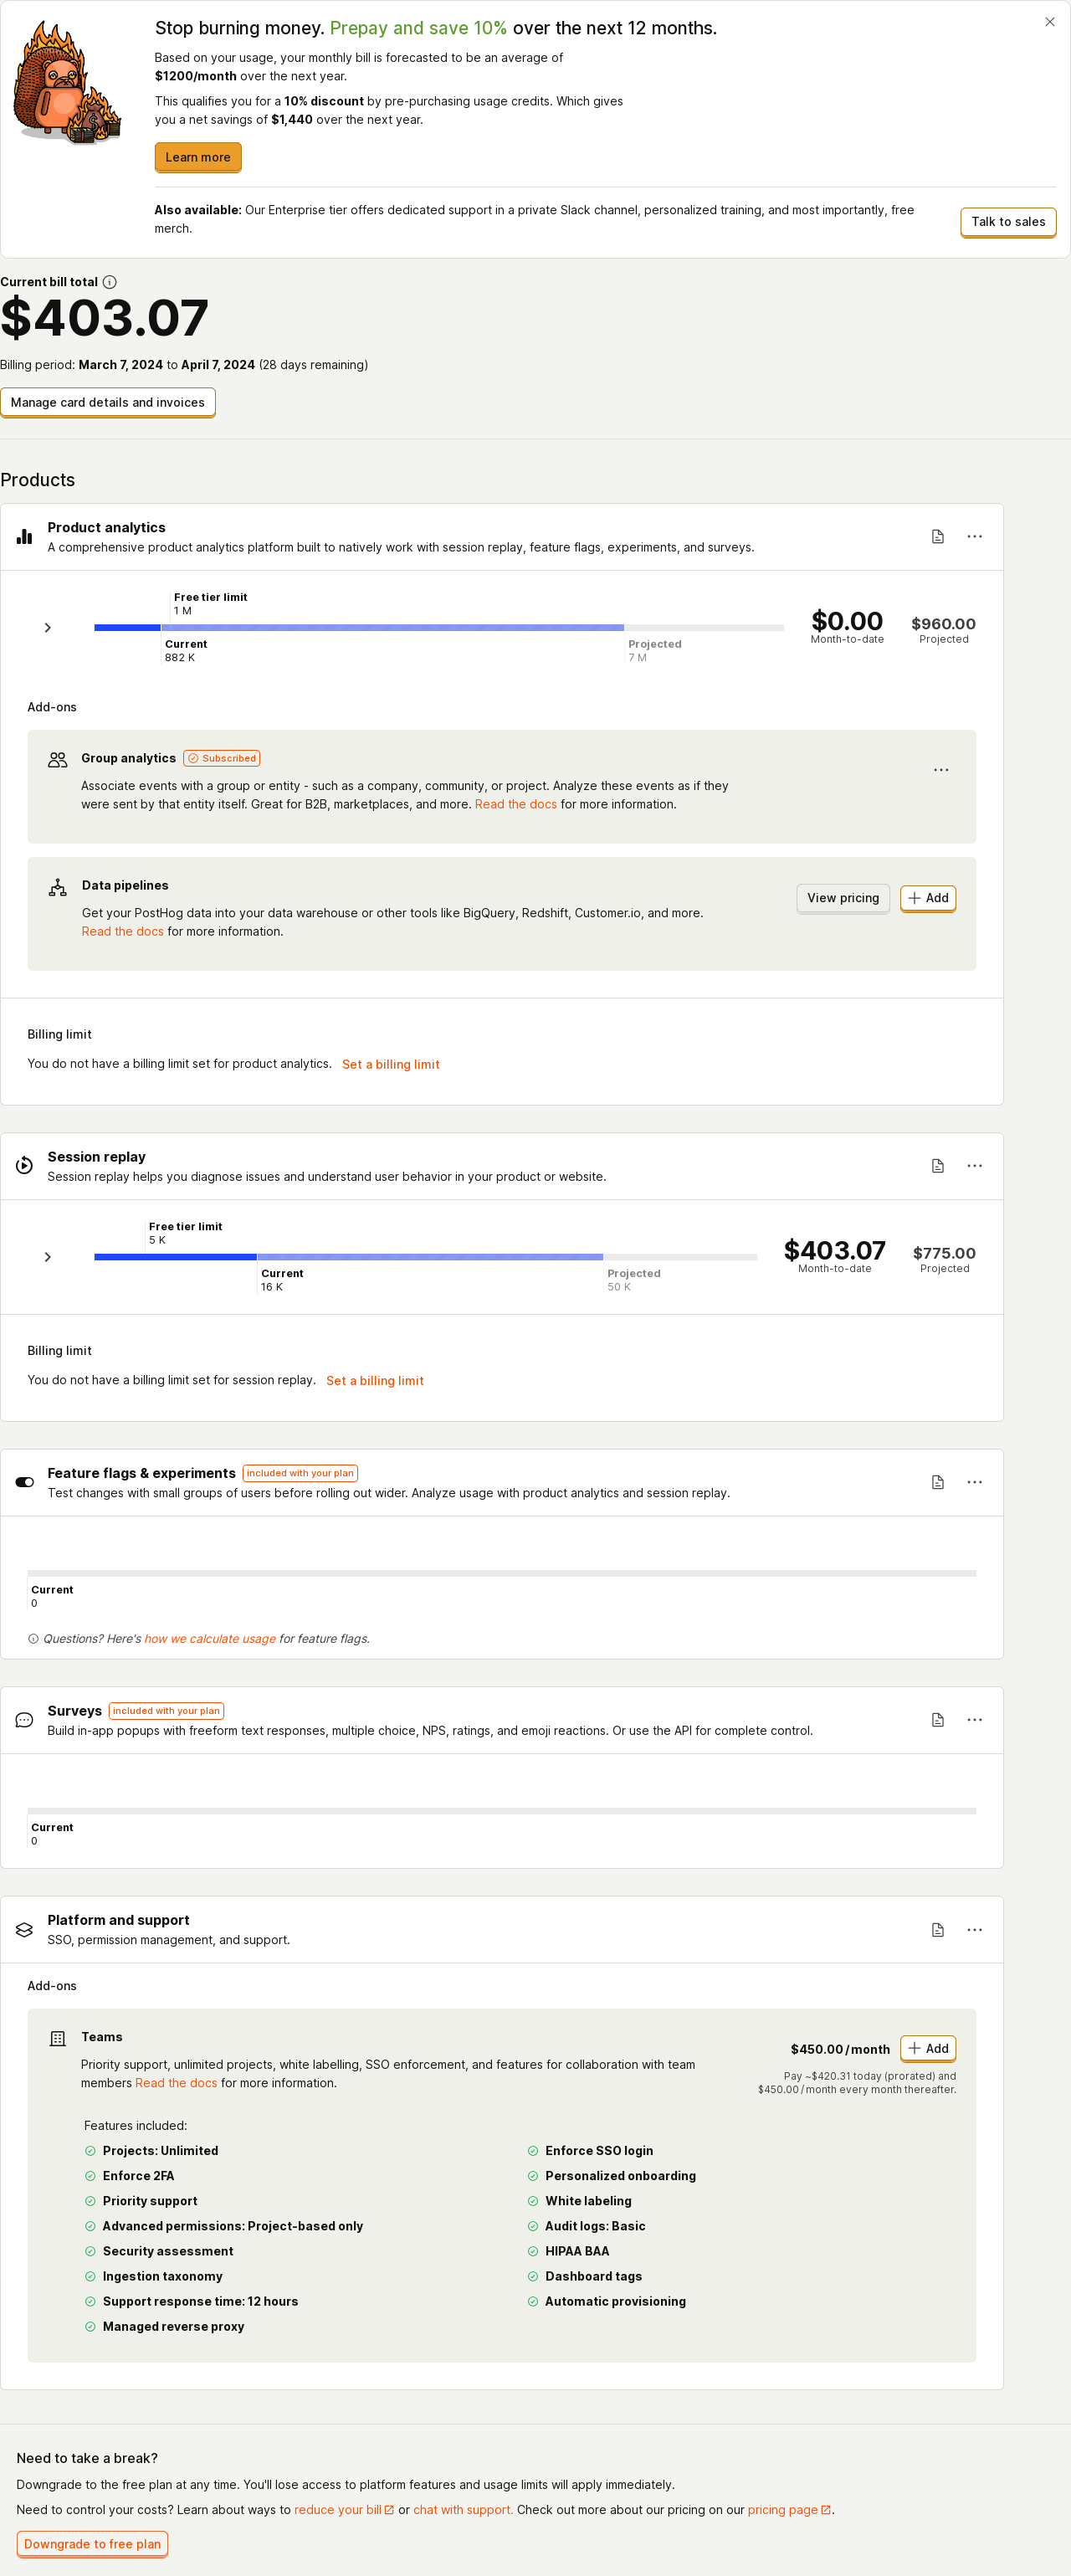 Stop burning money. Prepay and save 10% over the next 12 months.
Based on your usage, your monthly bill is forecasted to be an average of
$1200/month over the next year.
This qualifies you for a 10% discount by pre-purchasing usage credits. Which gives
you a net savings of $1,440 over the next year.
Learn more
Also available: Our Enterprise tier offers dedicated support in a private Slack channel, personalized training, and most importantly, free
merch.
Talk to sales
Current bill total
$403.07
Billing period: March 7, 2024 to April 7, 2024 (28 days remaining)
Manage card details and invoices
Products
Product analytics
A comprehensive product analytics platform built to natively work with session replay, feature flags, experiments, and surveys.
Free tier limit
1 M
Current
882 K
Projected
7 M
$0.00
Month-to-date
$960.00
Projected
Add-ons
Group analytics Subscribed
Associate events with a group or entity - such as a company, community, or project. Analyze these events as if they
were sent by that entity itself. Great for B2B, marketplaces, and more. Read the docs for more information.
Data pipelines
Get your PostHog data into your data warehouse or other tools like BigQuery, Redshift, Customer.io, and more.
Read the docs for more information.
View pricing
Add
Billing limit
You do not have a billing limit set for product analytics. Set a billing limit
Session replay
Session replay helps you diagnose issues and understand user behavior in your product or website.
Free tier limit
5 K
Current
16 K
Projected
50 K
$403.07
Month-to-date
$775.00
Projected
Billing limit
You do not have a billing limit set for session replay. Set a billing limit
Feature flags & experiments included with your plan
Test changes with small groups of users before rolling out wider. Analyze usage with product analytics and session replay.
Current
0
Questions? Here's how we calculate usage for feature flags.
Surveys included with your plan
Build in-app popups with freeform text responses, multiple choice, NPS, ratings, and emoji reactions. Or use the API for complete control.
Current
0
Platform and support
SSO, permission management, and support.
Add-ons
Teams
Priority support, unlimited projects, white labelling, SSO enforcement, and features for collaboration with team
members Read the docs for more information.
$450.00/month
Add
Pay ~$420.31 today (prorated) and
$450.00/month every month thereafter.
Features included:
Projects: Unlimited
Enforce SSO login
Enforce 2FA
Personalized onboarding
Priority support
White labeling
Advanced permissions: Project-based only
Audit logs: Basic
Security assessment
HIPAA BAA
Ingestion taxonomy
Dashboard tags
Support response time: 12 hours
Automatic provisioning
Managed reverse proxy
Need to take a break?
Downgrade to the free plan at any time. You'll lose access to platform features and usage limits will apply immediately.
Need to control your costs? Learn about ways to reduce your bill or chat with support. Check out more about our pricing on our pricing page.
Downgrade to free plan